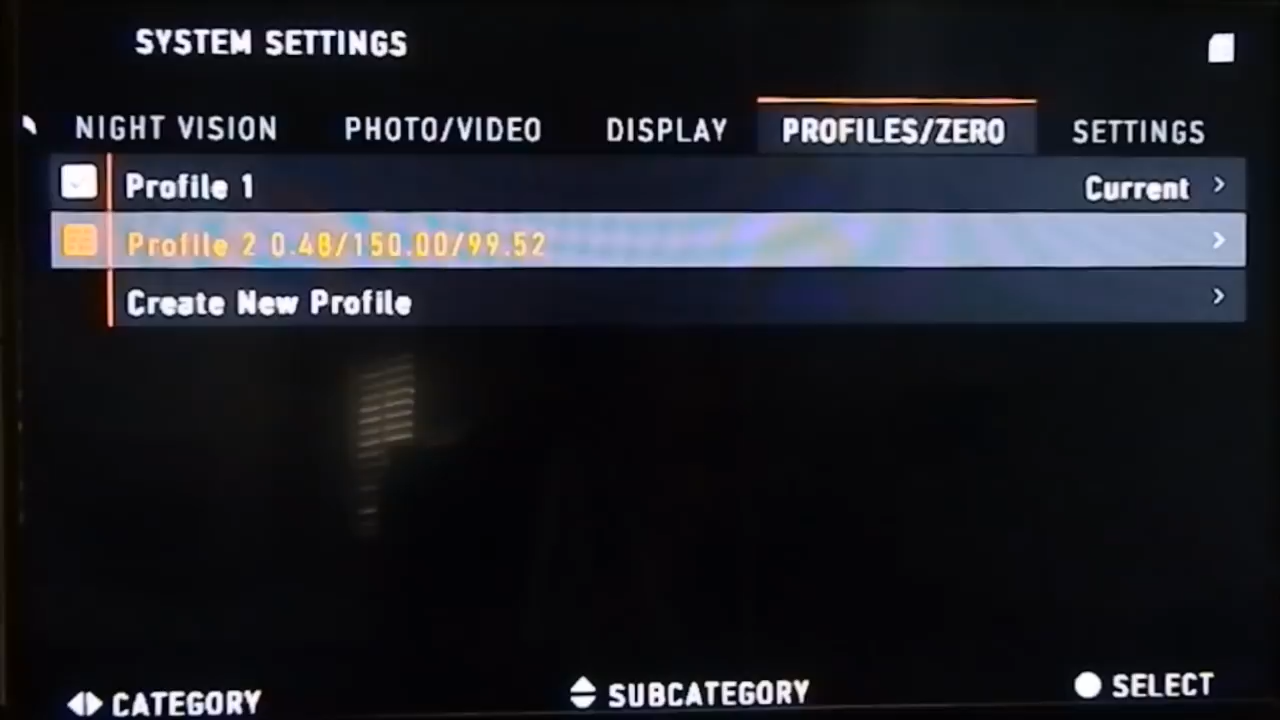 SYSTEM SETTINGS
NIGHT VISION PHOTO/VIDEO DISPLAY PROFILES/ZERO SETTINGS
Profile 1 Current >
Profile 2 0.48/150.00/99.52 >
Create New Profile >
CATEGORY SUBCATEGORY SELECT